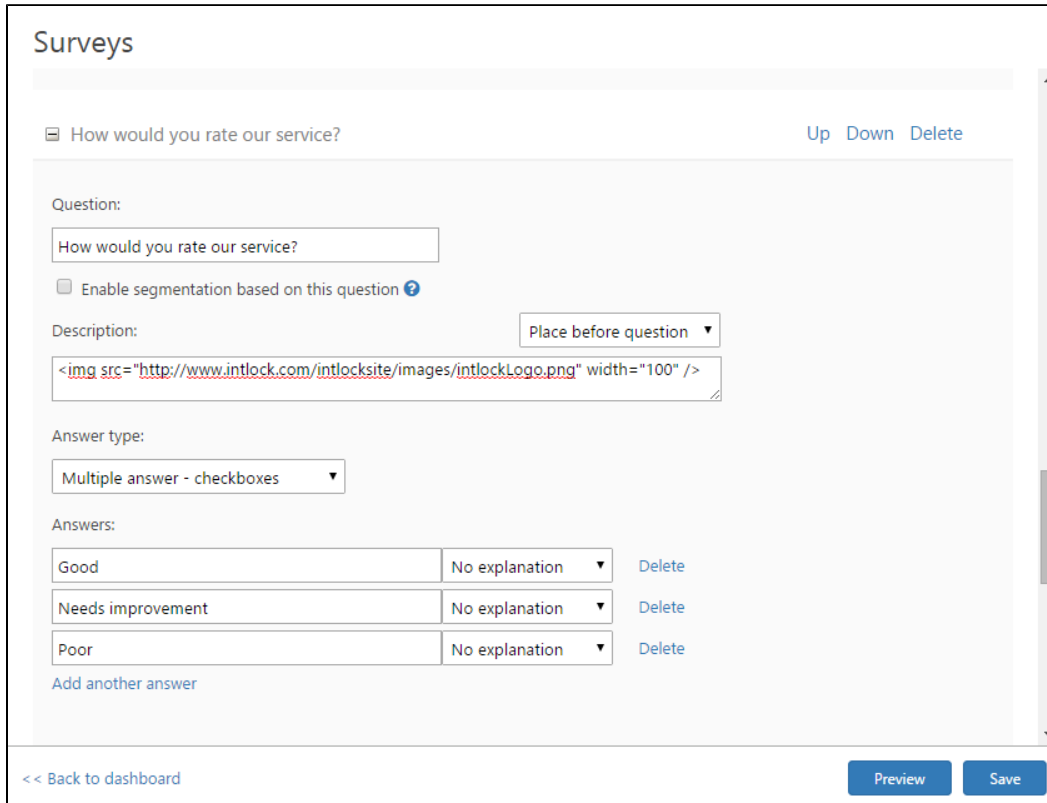 Surveys
How would you rate our service? Up Down Delete
Question:
How would you rate our service?
Enable segmentation based on this question ?
Description: Place before question
<img src="http://www.intlock.com/intlocksite/images/intlockLogo.png" width="100" />
Answer type:
Multiple answer - checkboxes
Answers:
Good No explanation Delete
Needs improvement No explanation Delete
Poor No explanation Delete
Add another answer
<< Back to dashboard Preview Save